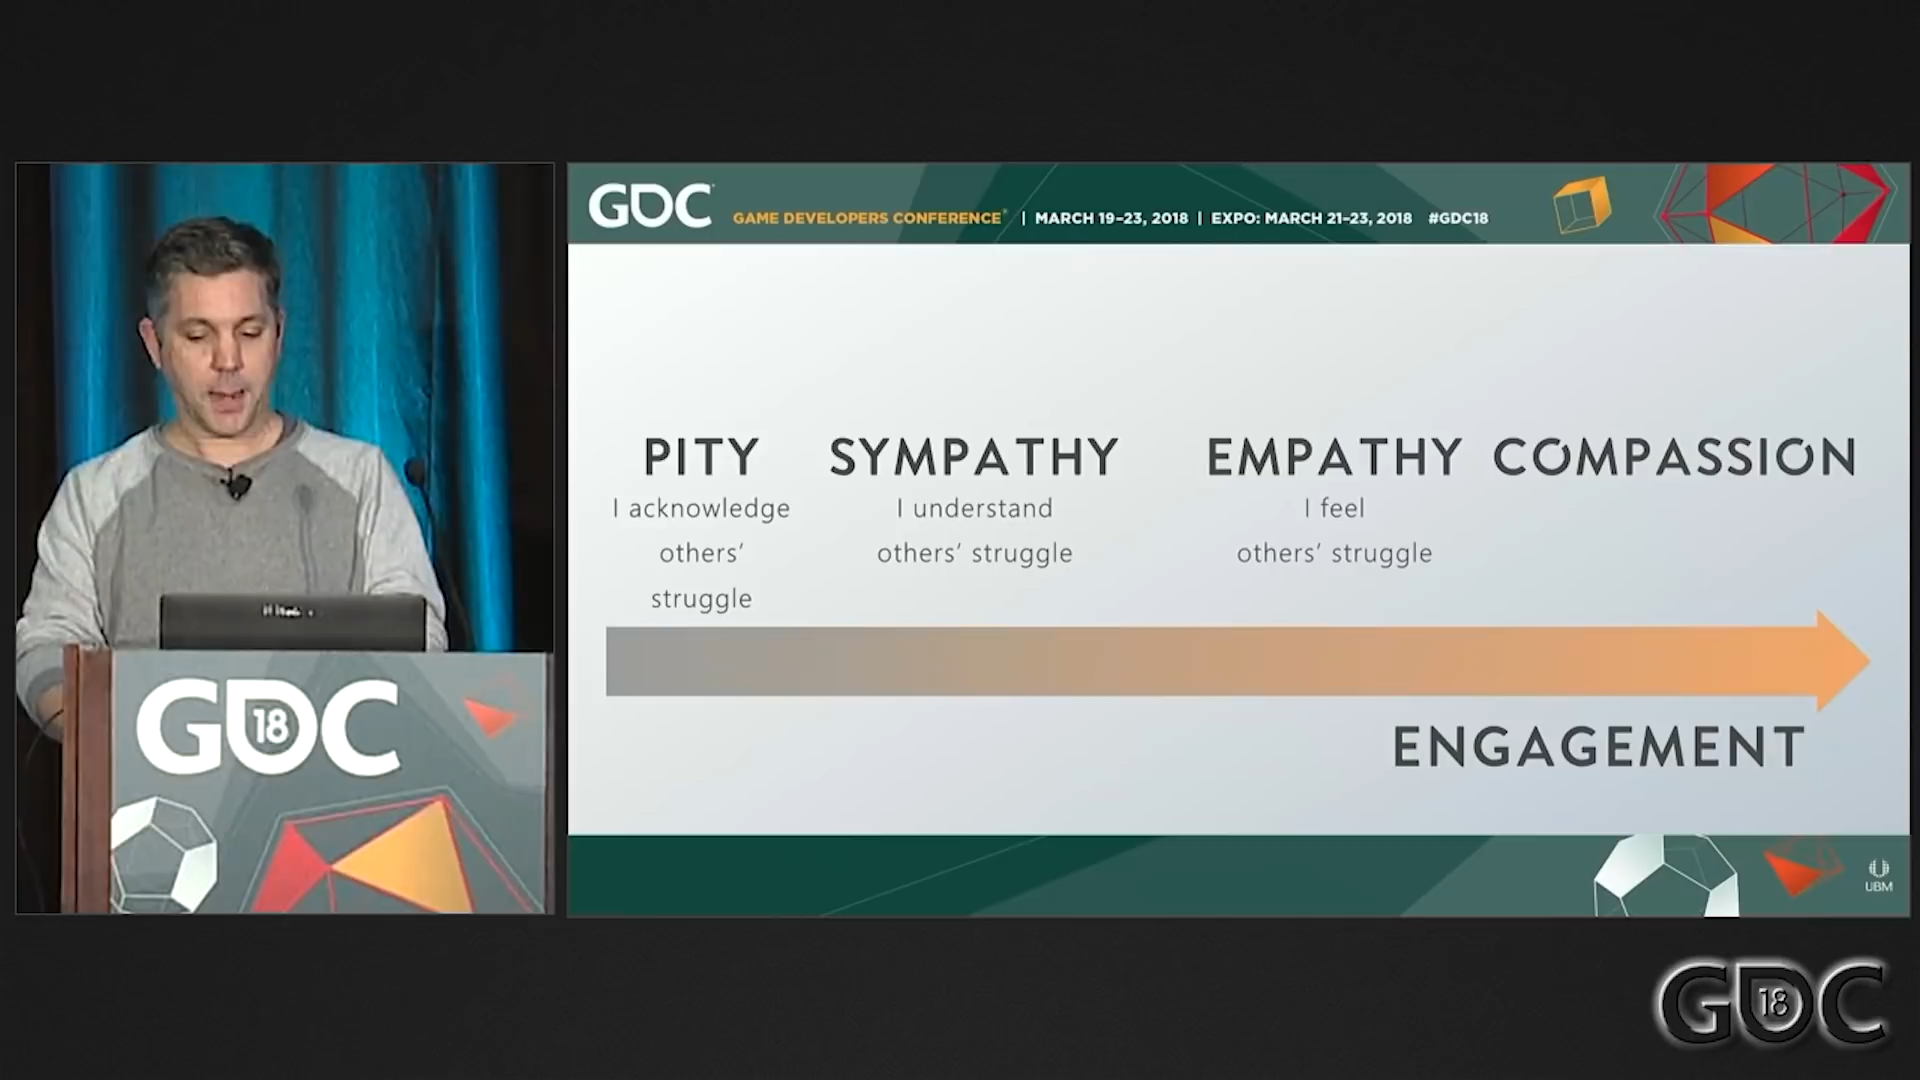 GDC
GAME DEVELOPERS CONFERENCE® | MARCH 19–23, 2018 | EXPO: MARCH 21–23, 2018 #GDC18
PITY
I acknowledge
others’
struggle
SYMPATHY
I understand
others’ struggle
EMPATHY
I feel
others’ struggle
COMPASSION
ENGAGEMENT
UBM
GDC
18
GDC
18